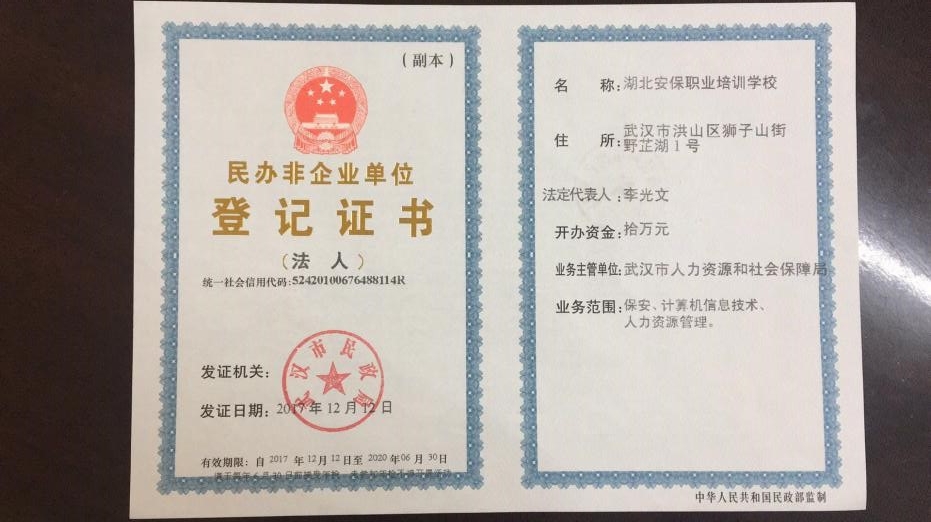 （副本）
民办非企业单位
登记证书
（法人）
统一社会信用代码:52420100676488114R
武汉市民政局
发证机关:
发证日期: 2017年12月12日
有效期限: 自 2017 年 12月 12日至 2020 年 06 月 30日
名 称: 湖北安保职业培训学校
住 所: 武汉市洪山区狮子山街
野芷湖1号
法定代表人: 李光文
开办资金: 拾万元
业务主管单位: 武汉市人力资源和社会保障局
业务范围: 保安、计算机信息技术、
人力资源管理。
中华人民共和国民政部监制